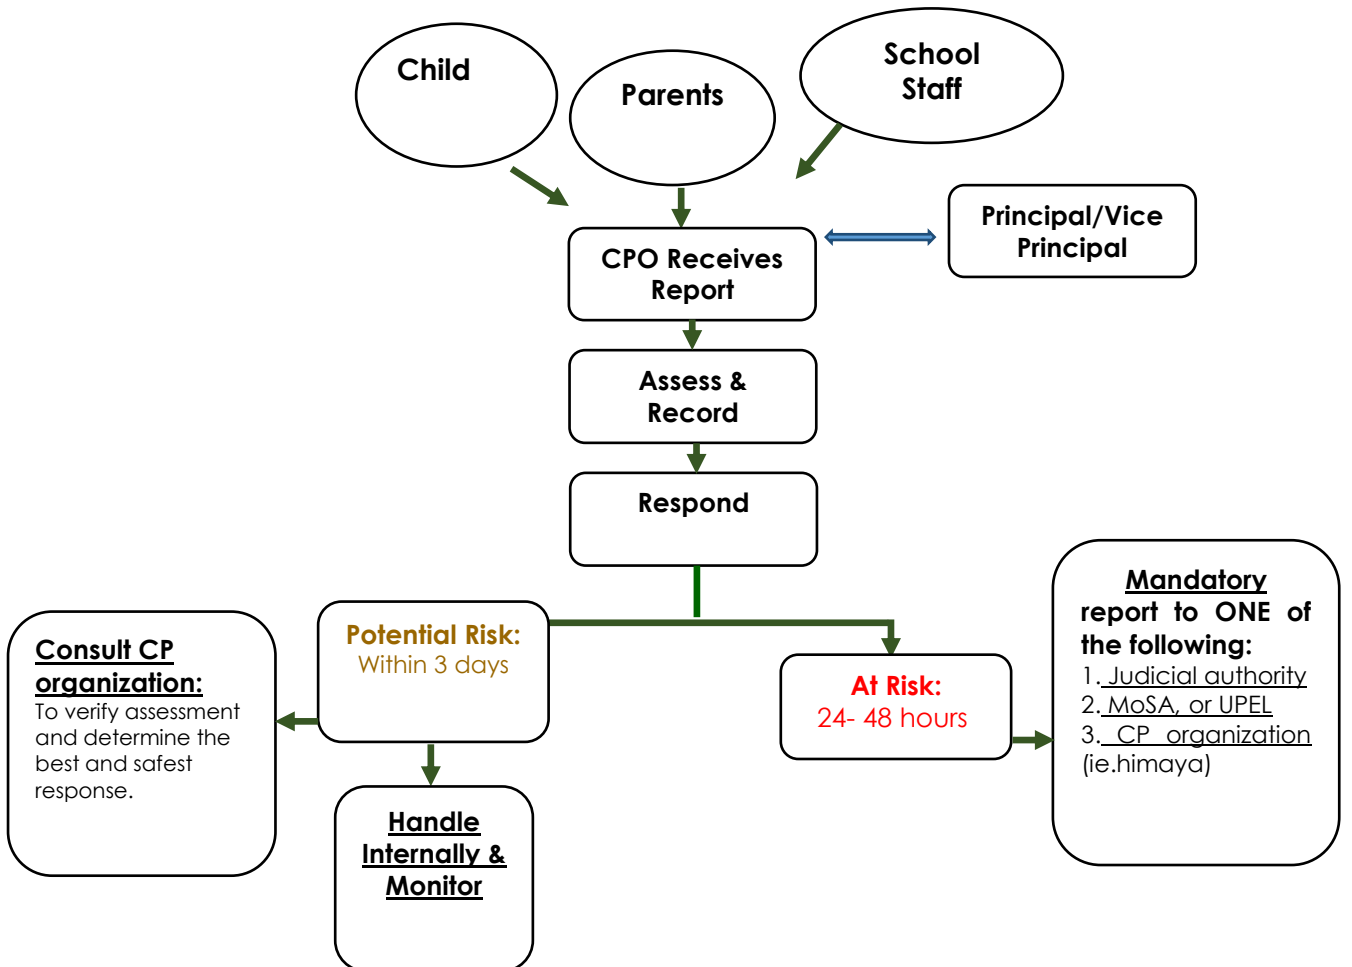 Child
Parents
School
Staff
Principal/Vice
Principal
CPO Receives
Report
Assess &
Record
Respond
Potential Risk:
Within 3 days
Consult CP
organization:
To verify assessment
and determine the
best and safest
response.
Handle
Internally &
Monitor
At Risk:
24- 48 hours
Mandatory
report to ONE of
the following:
1. Judicial authority
2. MoSA, or UPEL
3. CP organization
(ie.himaya)